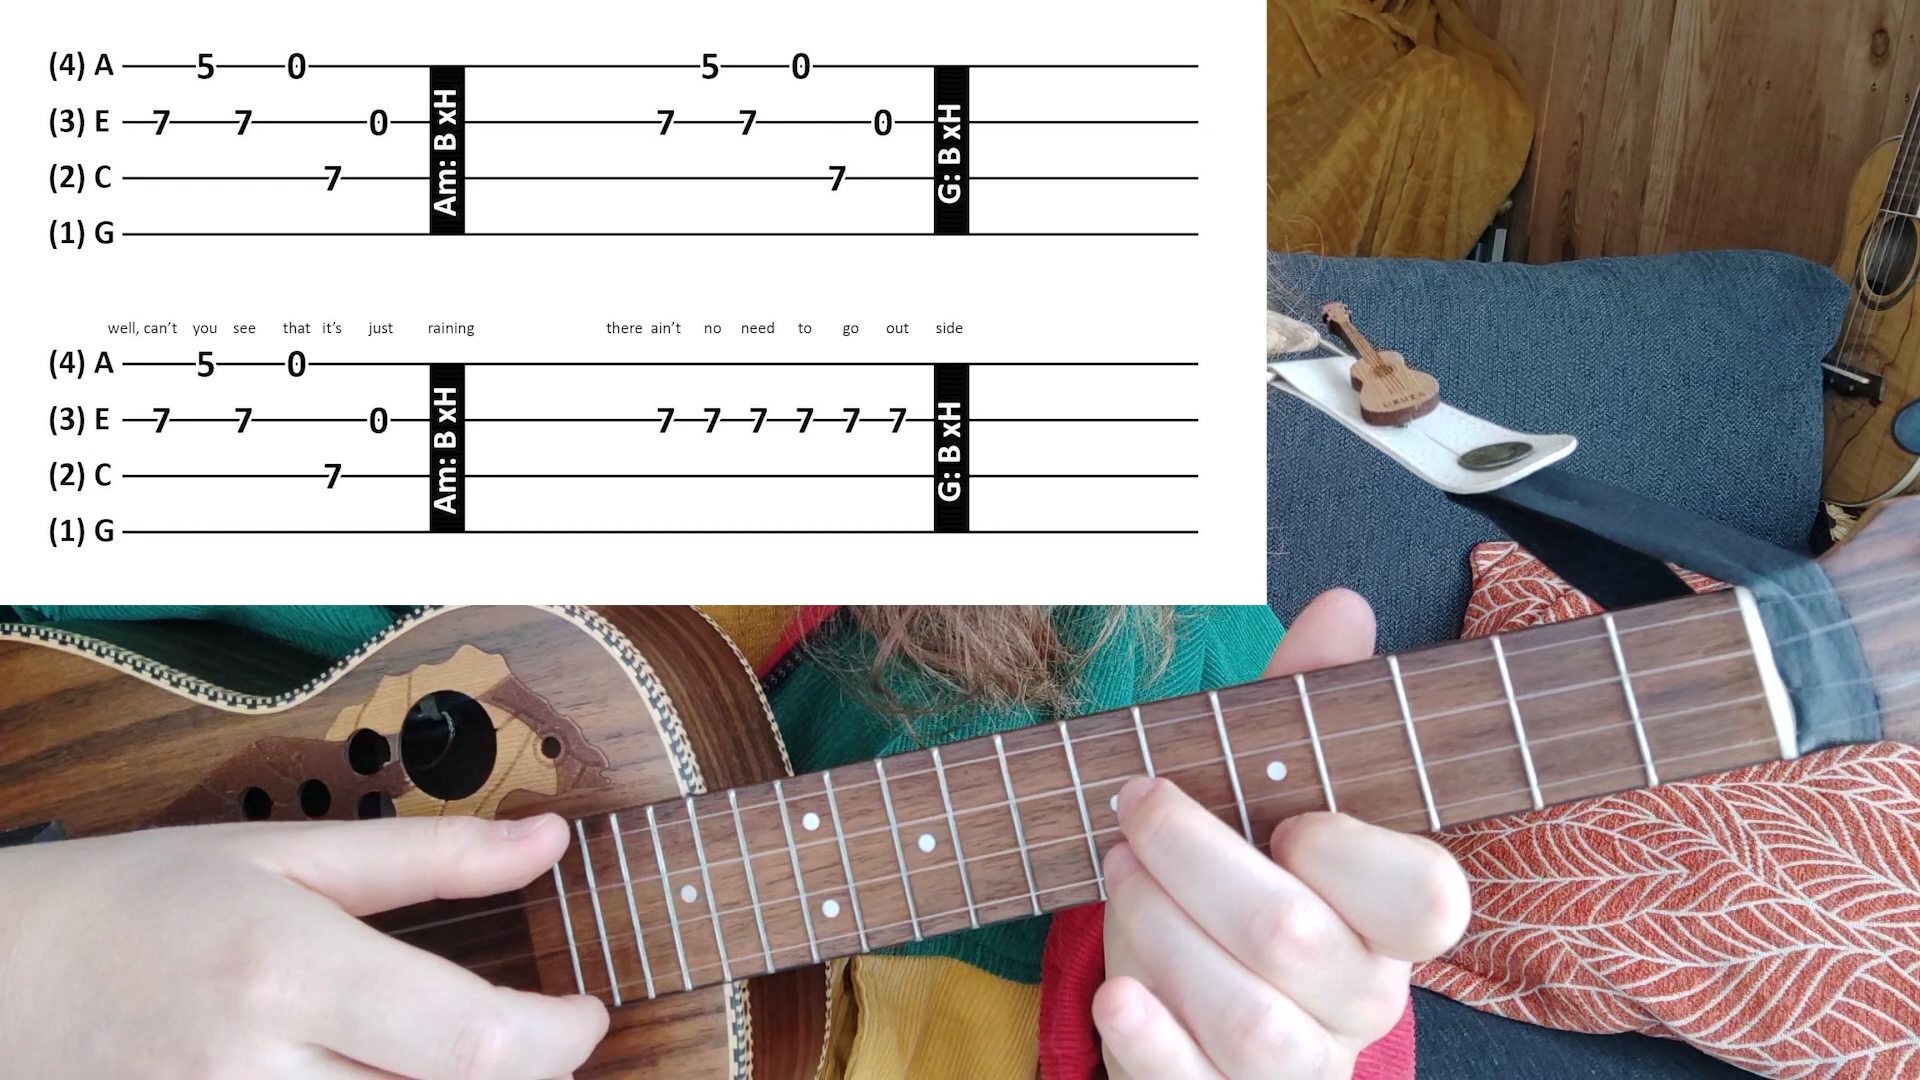 (4) A 5 0 5 0
(3) E 7 7 0 7 7 0
(2) C 7 7
(1) G
Am: B xH
G: B xH
well, can't you see that it's just raining there ain't no need to go out side
(4) A 5 0
(3) E 7 7 0 7 7 7 7 7 7
(2) C 7
(1) G
Am: B xH
G: B xH